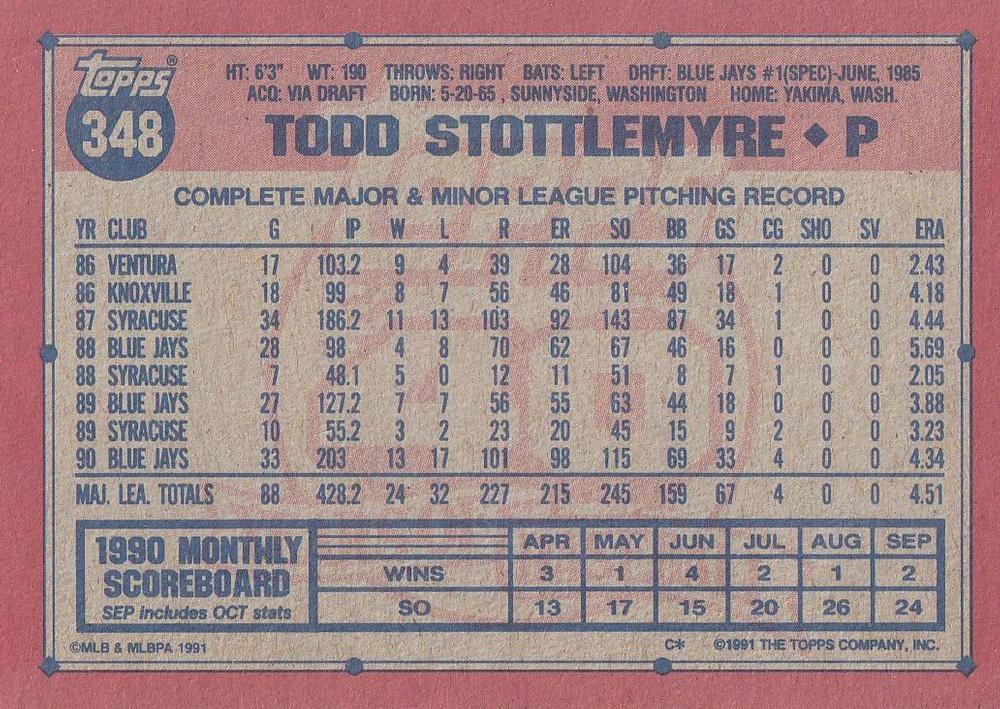 Topps®
348
HT: 6'3" WT: 190 THROWS: RIGHT BATS: LEFT DRFT: BLUE JAYS #1(SPEC)-JUNE, 1985
ACQ: VIA DRAFT BORN: 5-20-65 , SUNNYSIDE, WASHINGTON HOME: YAKIMA, WASH.
TODD STOTTLEMYRE ◆ P
COMPLETE MAJOR & MINOR LEAGUE PITCHING RECORD
YR CLUB G IP W L R ER SO BB GS CG SHO SV ERA
86 VENTURA 17 103.2 9 4 39 28 104 36 17 2 0 0 2.43
86 KNOXVILLE 18 99 8 7 56 46 81 49 18 1 0 0 4.18
87 SYRACUSE 34 186.2 11 13 103 92 143 87 34 1 0 0 4.44
88 BLUE JAYS 28 98 4 8 70 62 67 46 16 0 0 0 5.69
88 SYRACUSE 7 48.1 5 0 12 11 51 8 7 1 0 0 2.05
89 BLUE JAYS 27 127.2 7 7 56 55 63 44 18 0 0 0 3.88
89 SYRACUSE 10 55.2 3 2 23 20 45 15 9 2 0 0 3.23
90 BLUE JAYS 33 203 13 17 101 98 115 69 33 4 0 0 4.34
MAJ. LEA. TOTALS 88 428.2 24 32 227 215 245 159 67 4 0 0 4.51
1990 MONTHLY
SCOREBOARD
SEP includes OCT stats
APR MAY JUN JUL AUG SEP
WINS 3 1 4 2 1 2
SO 13 17 15 20 26 24
©MLB & MLBPA 1991 C* ©1991 THE TOPPS COMPANY, INC.